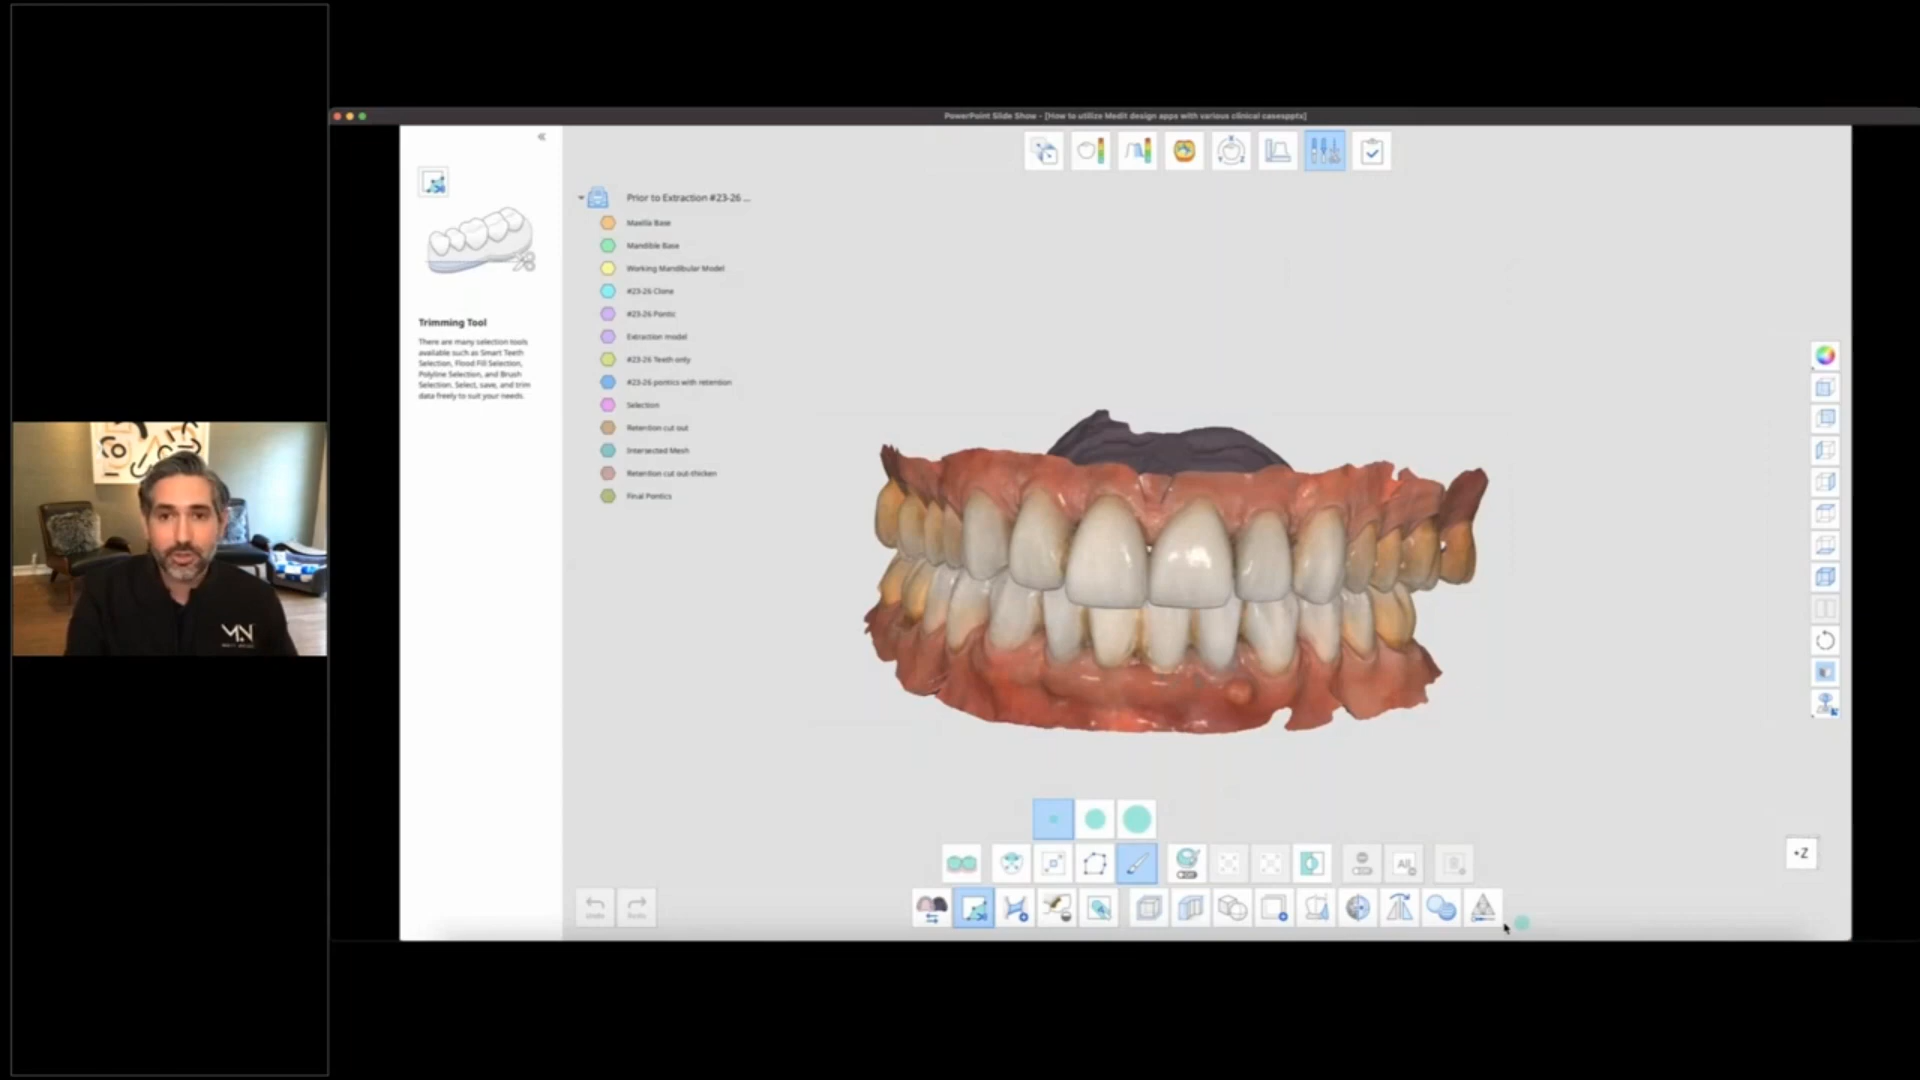 PowerPoint Slide Show - [How to utilize Medit design apps with various clinical casespptx]
Trimming Tool
There are many selection tools
available such as Smart Teeth
Selection, Flood Fill Selection,
Polyline Selection, and Brush
Selection. Select, save, and trim
data freely to suit your needs.
Prior to Extraction #23-26 ...
Maxilla Base
Mandible Base
Working Mandibular Model
#23-26 Clone
#23-26 Pontic
Extraction model
#23-26 Teeth only
#23-26 pontics with retention
Selection
Retention cut out
Intersected Mesh
Retention cut out-thicken
Final Pontics
All
+Z
Undo
Redo